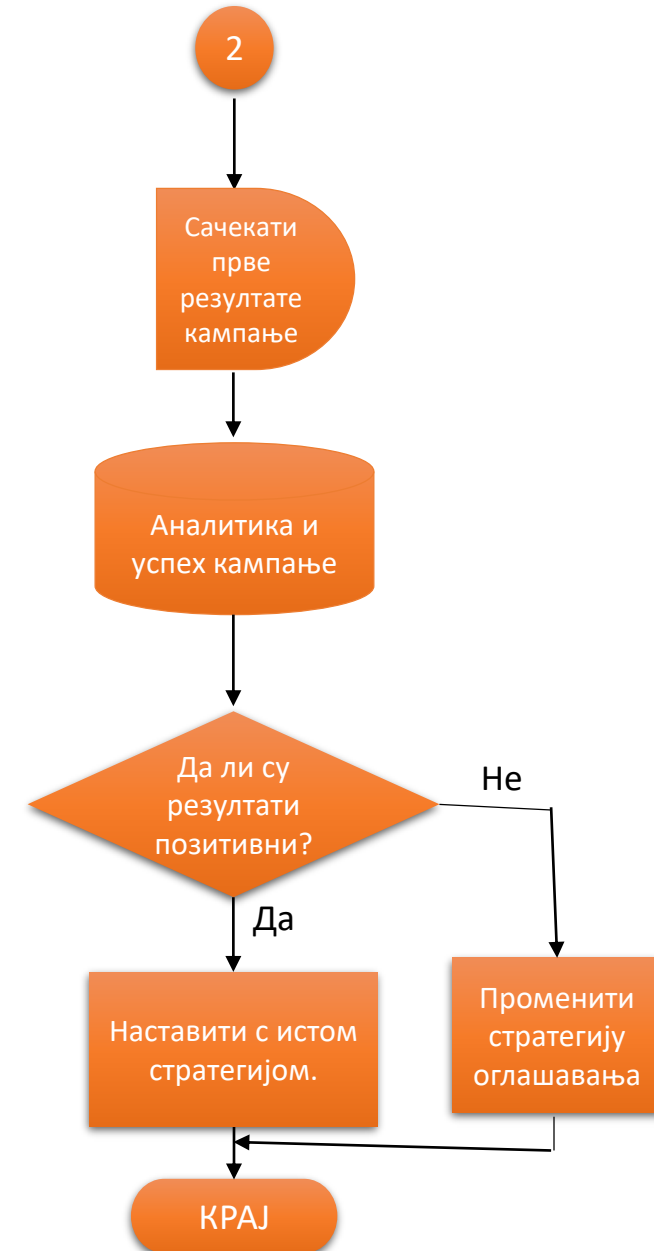 2
Сачекати
прве
резултате
кампање
Аналитика и
успех кампање
Да ли су
резултати
позитивни?
Не
Да
Наставити с истом
стратегијом.
Променити
стратегију
оглашавања
КРАЈ